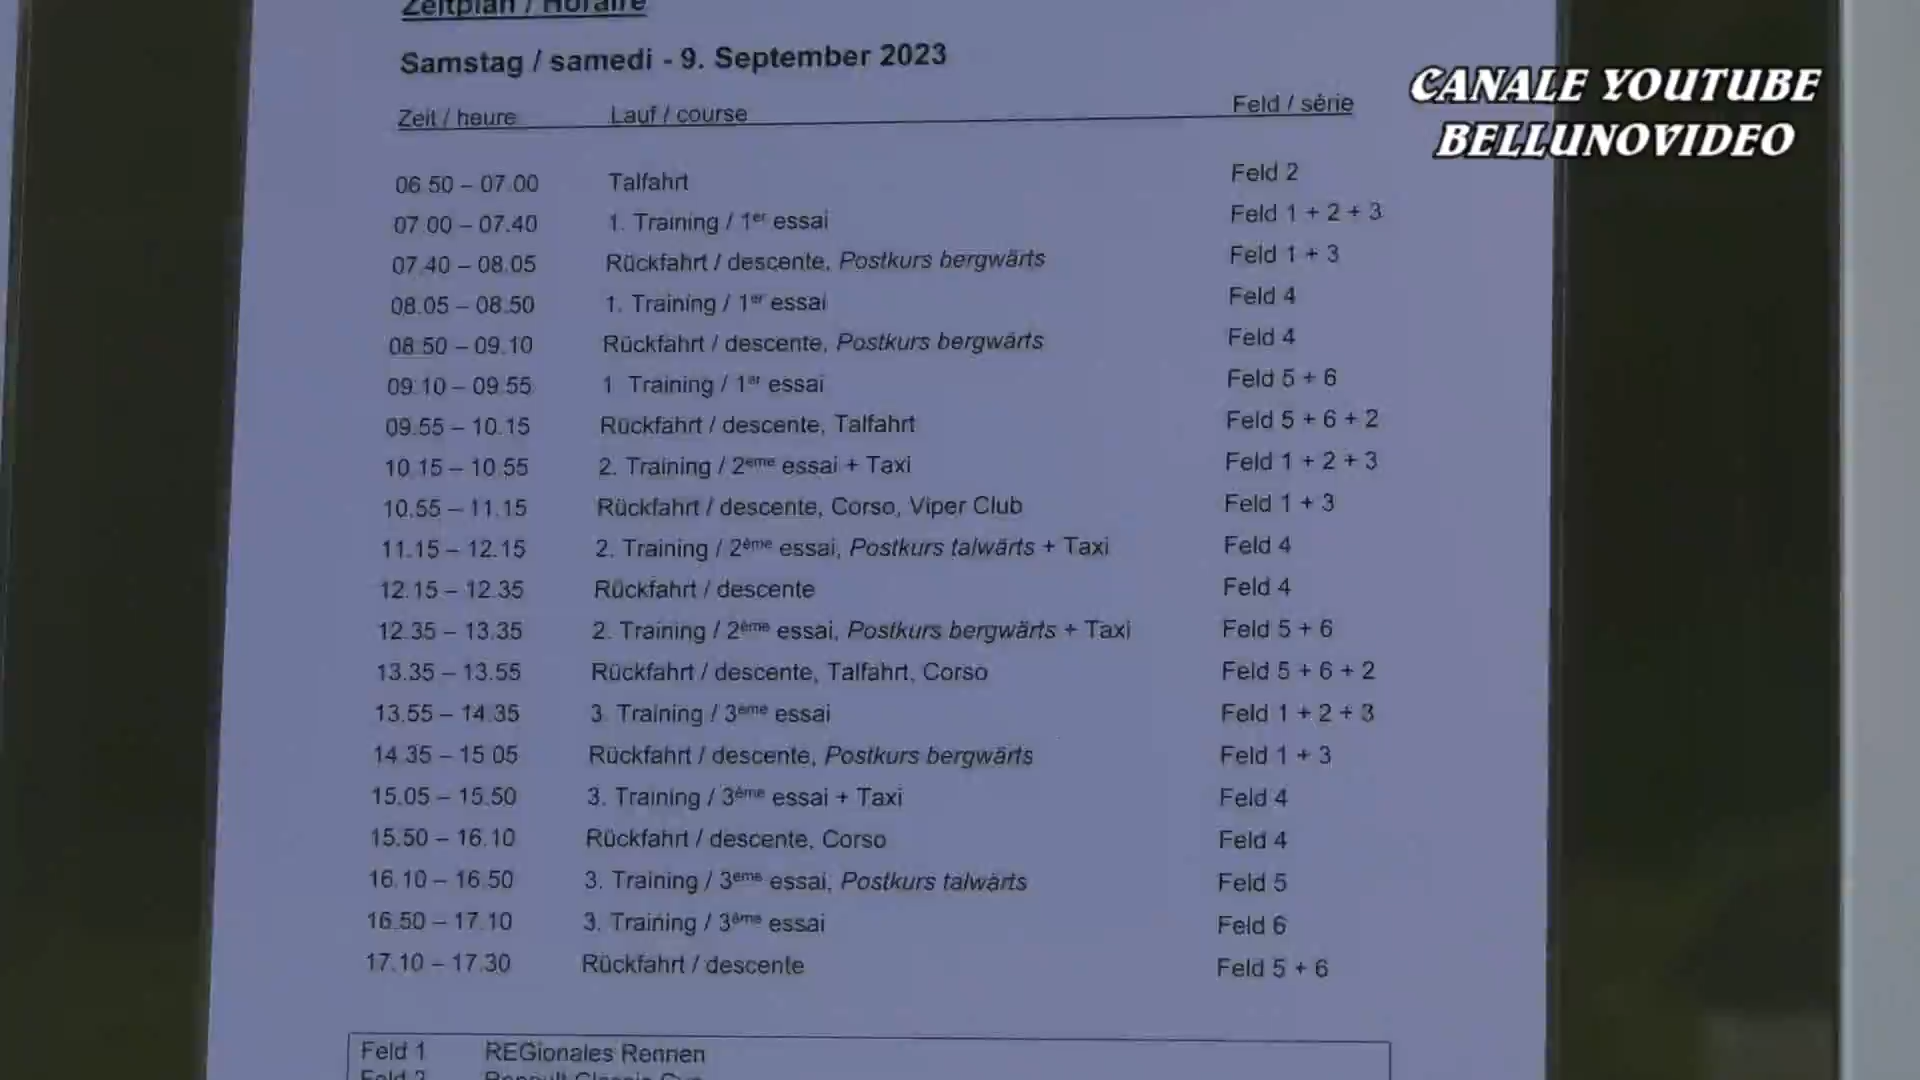 Zeitplan / Horaire
Samstag / samedi - 9. September 2023
Zeit / heure Lauf / course Feld / série
CANALE YOUTUBE
BELLUNOVIDEO
06.50 – 07.00 Talfahrt Feld 2
07.00 – 07.40 1. Training / 1er essai Feld 1 + 2 + 3
07.40 – 08.05 Rückfahrt / descente, Postkurs bergwärts Feld 1 + 3
08.05 – 08.50 1. Training / 1er essai Feld 4
08.50 – 09.10 Rückfahrt / descente, Postkurs bergwärts Feld 4
09.10 – 09.55 1. Training / 1er essai Feld 5 + 6
09.55 – 10.15 Rückfahrt / descente, Talfahrt Feld 5 + 6 + 2
10.15 – 10.55 2. Training / 2ème essai + Taxi Feld 1 + 2 + 3
10.55 – 11.15 Rückfahrt / descente, Corso, Viper Club Feld 1 + 3
11.15 – 12.15 2. Training / 2ème essai, Postkurs talwärts + Taxi Feld 4
12.15 – 12.35 Rückfahrt / descente Feld 4
12.35 – 13.35 2. Training / 2ème essai, Postkurs bergwärts + Taxi Feld 5 + 6
13.35 – 13.55 Rückfahrt / descente, Talfahrt, Corso Feld 5 + 6 + 2
13.55 – 14.35 3. Training / 3ème essai Feld 1 + 2 + 3
14.35 – 15.05 Rückfahrt / descente, Postkurs bergwärts Feld 1 + 3
15.05 – 15.50 3. Training / 3ème essai + Taxi Feld 4
15.50 – 16.10 Rückfahrt / descente, Corso Feld 4
16.10 – 16.50 3. Training / 3ème essai, Postkurs talwärts Feld 5
16.50 – 17.10 3. Training / 3ème essai Feld 6
17.10 – 17.30 Rückfahrt / descente Feld 5 + 6
Feld 1 REGionales Rennen
Feld 2 Renault Classic Cup